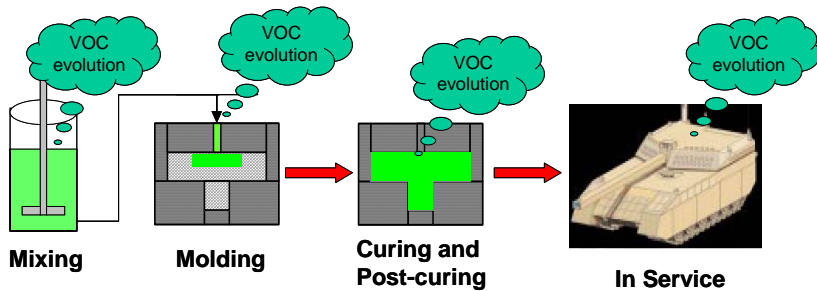 VOC
evolution
VOC
evolution
VOC
evolution
VOC
evolution
Mixing
Molding
Curing and
Post-curing
In Service